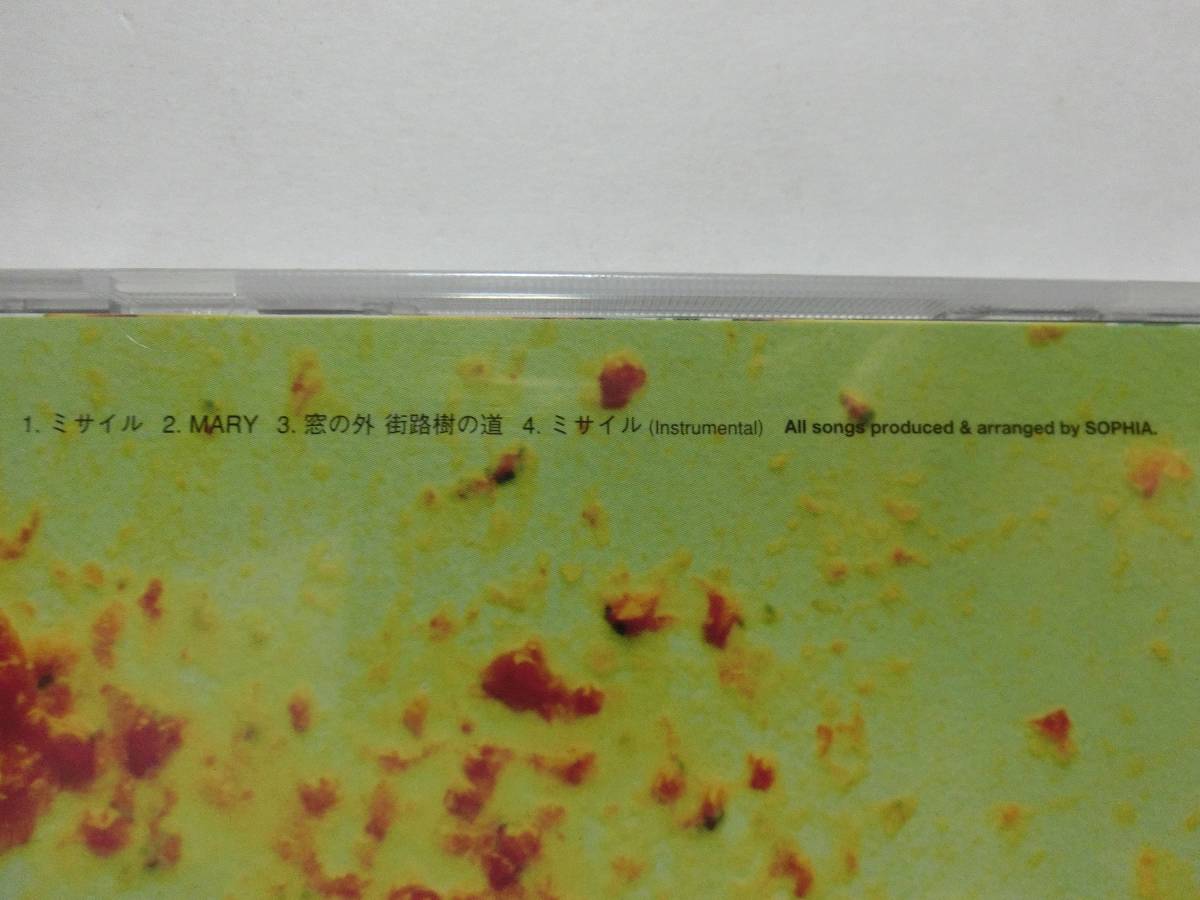 1. ミサイル 2. MARY 3. 窓の外 街路樹の道 4. ミサイル (Instrumental) All songs produced & arranged by SOPHIA.